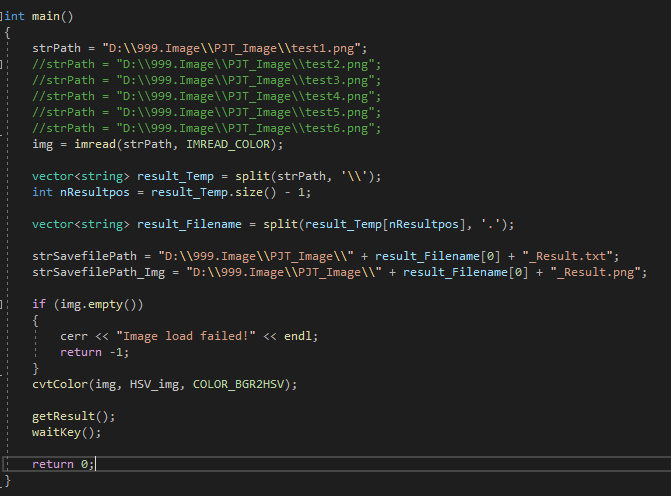 int main()
{
strPath = "D:\\999.Image\\PJT_Image\\test1.png";
//strPath = "D:\\999.Image\\PJT_Image\\test2.png";
//strPath = "D:\\999.Image\\PJT_Image\\test3.png";
//strPath = "D:\\999.Image\\PJT_Image\\test4.png";
//strPath = "D:\\999.Image\\PJT_Image\\test5.png";
//strPath = "D:\\999.Image\\PJT_Image\\test6.png";
img = imread(strPath, IMREAD_COLOR);
vector<string> result_Temp = split(strPath, '\\');
int nResultpos = result_Temp.size() - 1;
vector<string> result_Filename = split(result_Temp[nResultpos], '.');
strSavefilePath = "D:\\999.Image\\PJT_Image\\" + result_Filename[0] + "_Result.txt";
strSavefilePath_Img = "D:\\999.Image\\PJT_Image\\" + result_Filename[0] + "_Result.png";
if (img.empty())
{
cerr << "Image load failed!" << endl;
return -1;
}
cvtColor(img, HSV_img, COLOR_BGR2HSV);
getResult();
waitKey();
return 0;
}